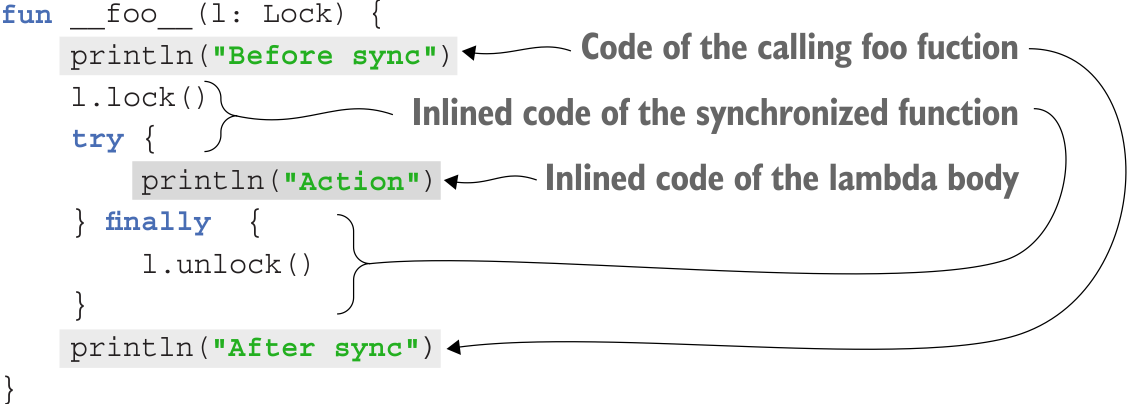 fun __foo__(l: Lock) {
println("Before sync") Code of the calling foo fuction
l.lock()
Inlined code of the synchronized function
try {
println("Action") Inlined code of the lambda body
} finally {
l.unlock()
}
println("After sync")
}